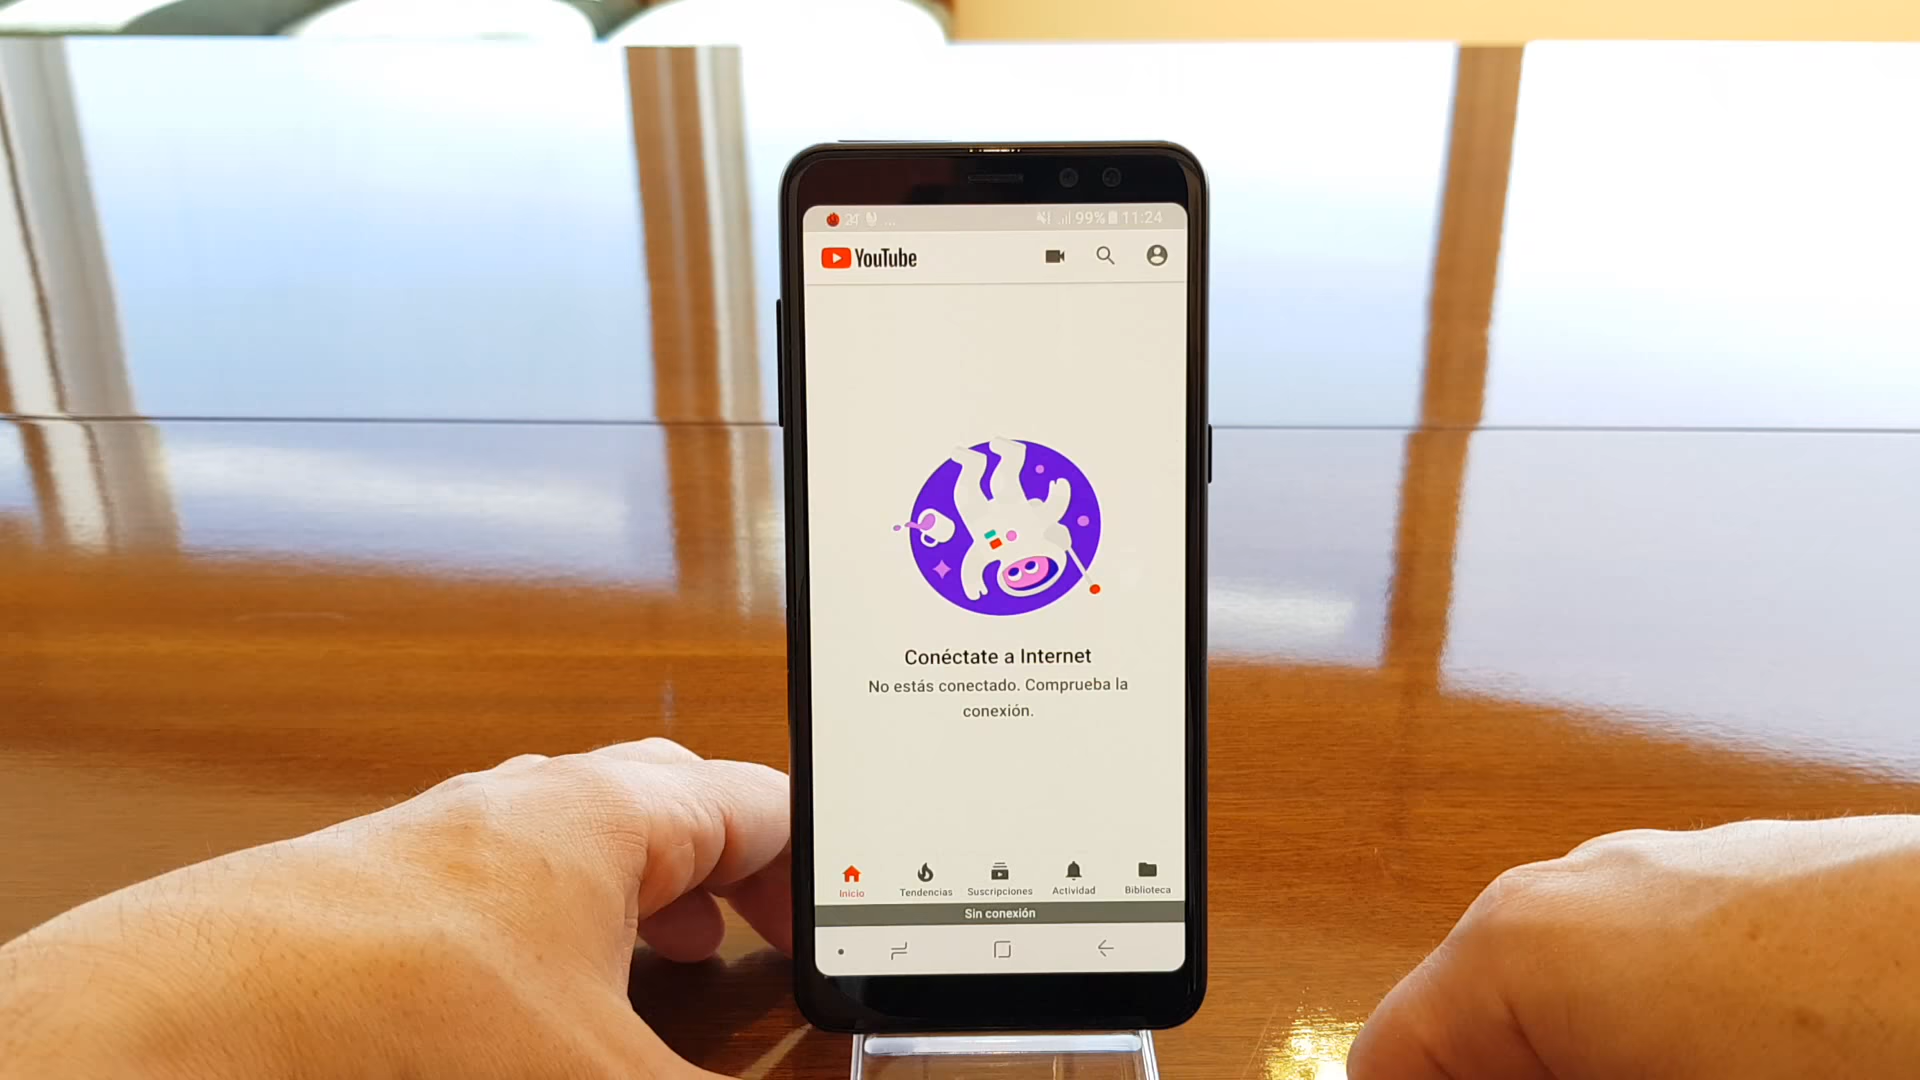 24° ... 99% 11:24
YouTube
Conéctate a Internet
No estás conectado. Comprueba la
conexión.
Inicio Tendencias Suscripciones Actividad Biblioteca
Sin conexión